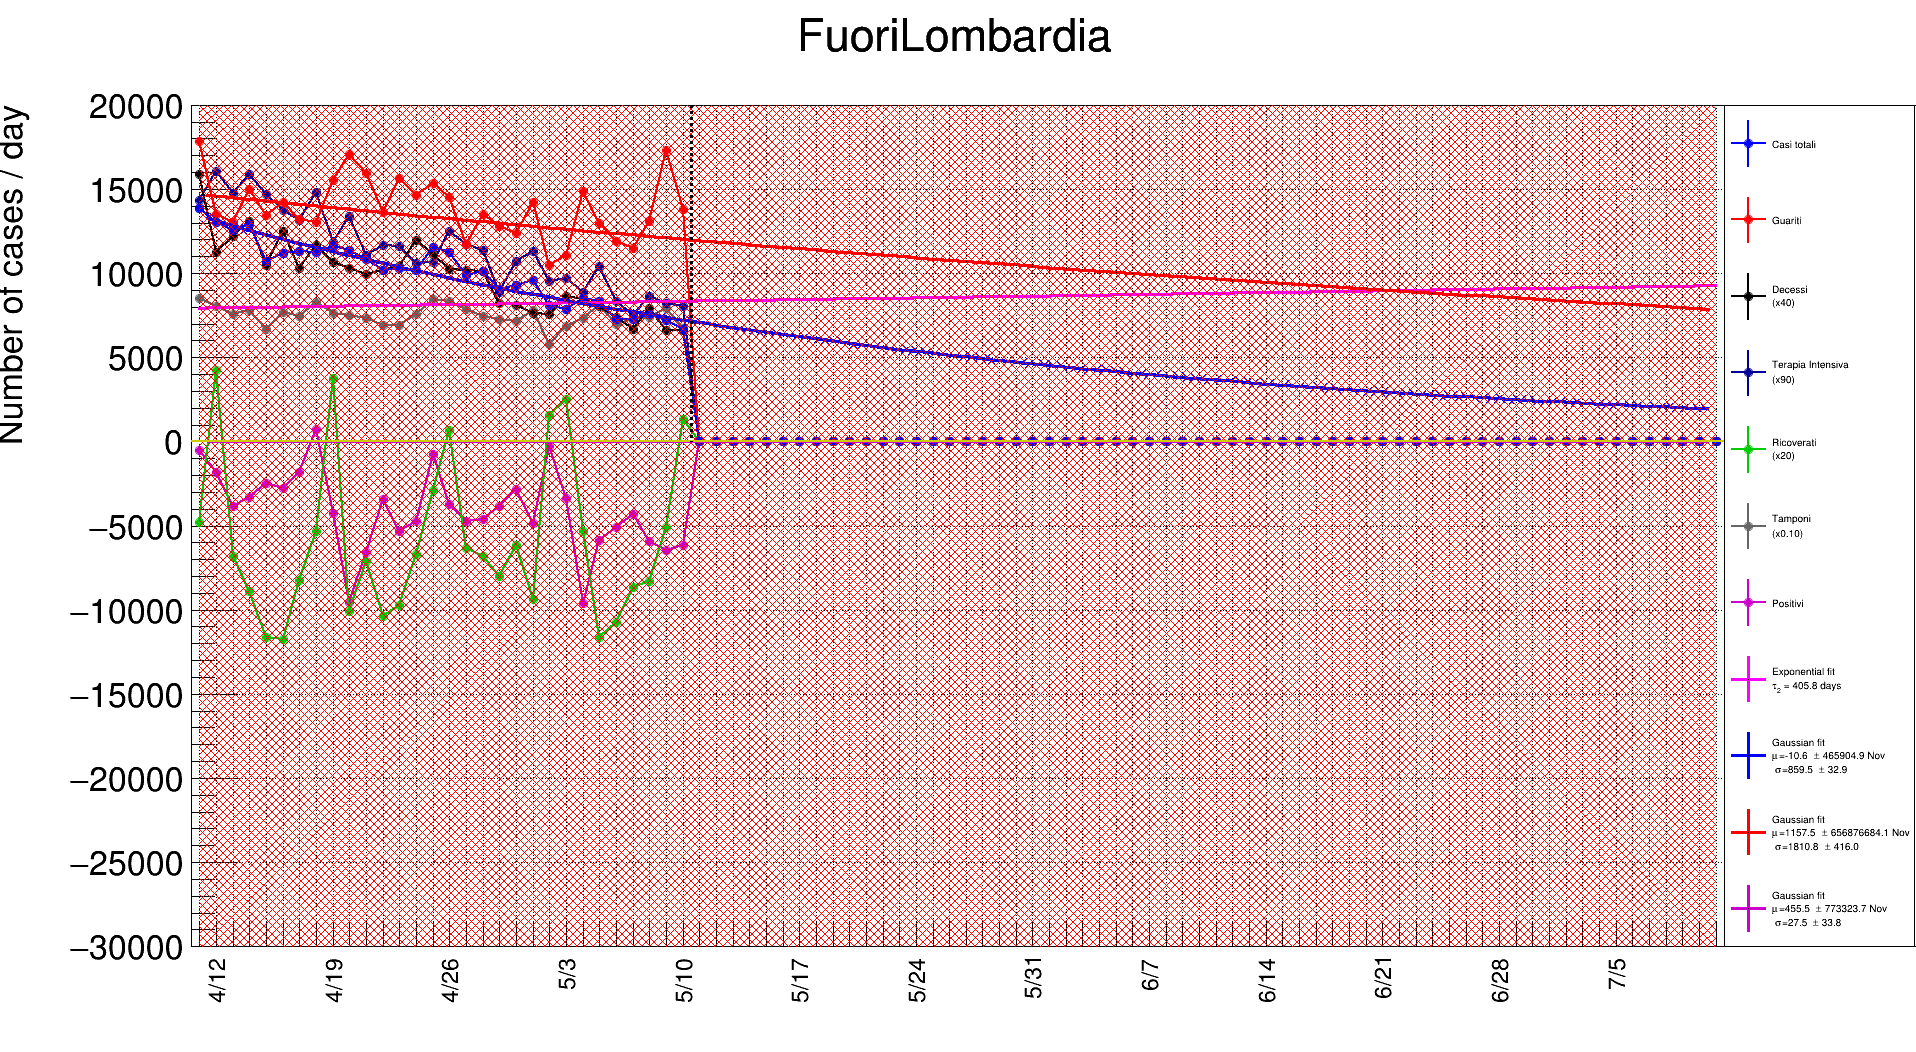 FuoriLombardia
Number of cases / day
20000
15000
10000
5000
0
−5000
−10000
−15000
−20000
−25000
−30000
4/12
4/19
4/26
5/3
5/10
5/17
5/24
5/31
6/7
6/14
6/21
6/28
7/5
Casi totali
Guariti
Decessi
(x40)
Terapia Intensiva
(x90)
Ricoverati
(x20)
Tamponi
(x0.10)
Positivi
Exponential fit
τ2 = 405.8 days
Gaussian fit
μ=-10.6 ± 465904.9 Nov
σ=859.5 ± 32.9
Gaussian fit
μ=1157.5 ± 656876684.1 Nov
σ=1810.8 ± 416.0
Gaussian fit
μ=455.5 ± 773323.7 Nov
σ=27.5 ± 33.8